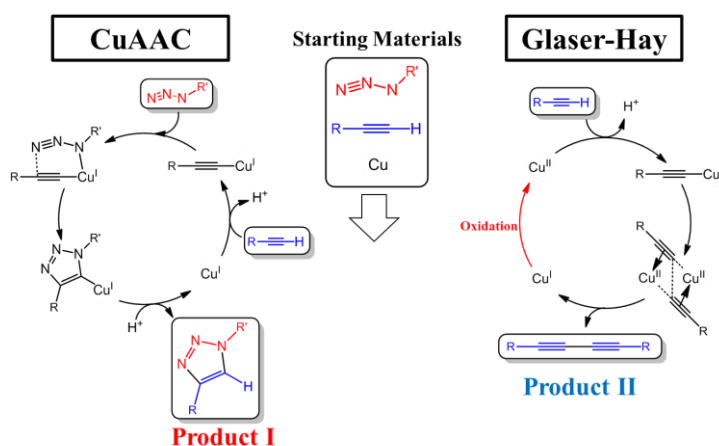 CuAAC
Starting Materials
Glaser-Hay
N≡N-N-R'
R-≡-H
Cu
R-≡-H
H⁺
N≡N-N-R'
N≡N N R'
R Cuᴵ
R-≡-Cuᴵ
H⁺
R-≡-H
Cuᴵ
N N N R'
Cuᴵ
R
H⁺
N N N R'
H
R
Product I
Cuᴵᴵ
R-≡-Cu
Oxidation
R
Cuᴵᴵ Cuᴵᴵ
R
Cuᴵ
R-≡-≡-R
Product II